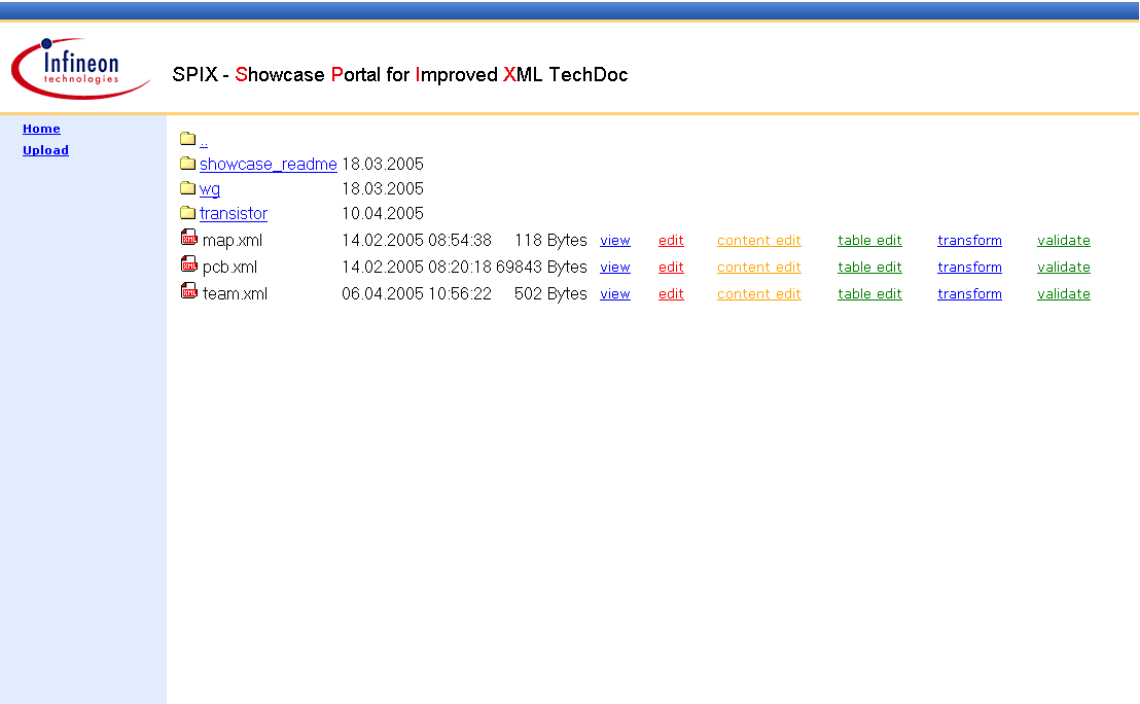 Infineon
technologies
SPIX - Showcase Portal for Improved XML TechDoc
Home
Upload
..
showcase_readme 18.03.2005
wg 18.03.2005
transistor 10.04.2005
XML map.xml 14.02.2005 08:54:38 118 Bytes view edit content edit table edit transform validate
XML pcb.xml 14.02.2005 08:20:18 69843 Bytes view edit content edit table edit transform validate
XML team.xml 06.04.2005 10:56:22 502 Bytes view edit content edit table edit transform validate